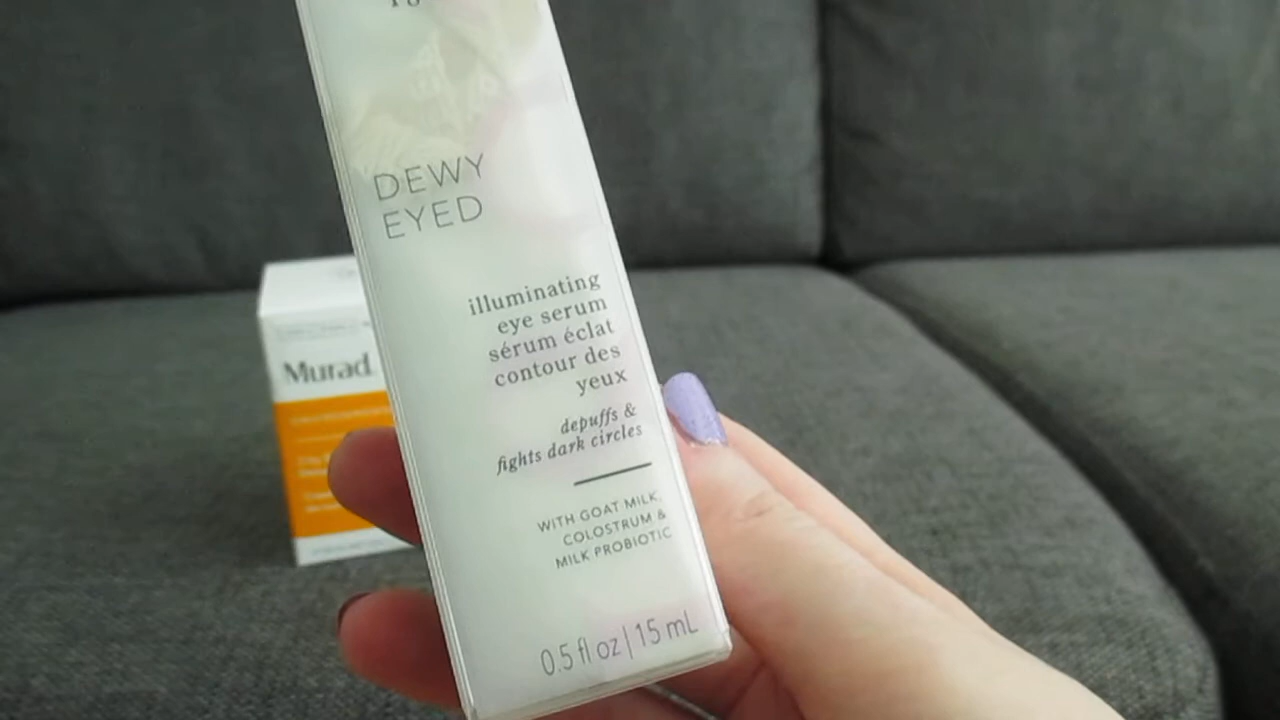 DEWY
EYED
illuminating
eye serum
sérum éclat
contour des
yeux
depuffs &
fights dark circles
WITH GOAT MILK,
COLOSTRUM &
MILK PROBIOTIC
0.5 fl oz | 15 mL
Murad.